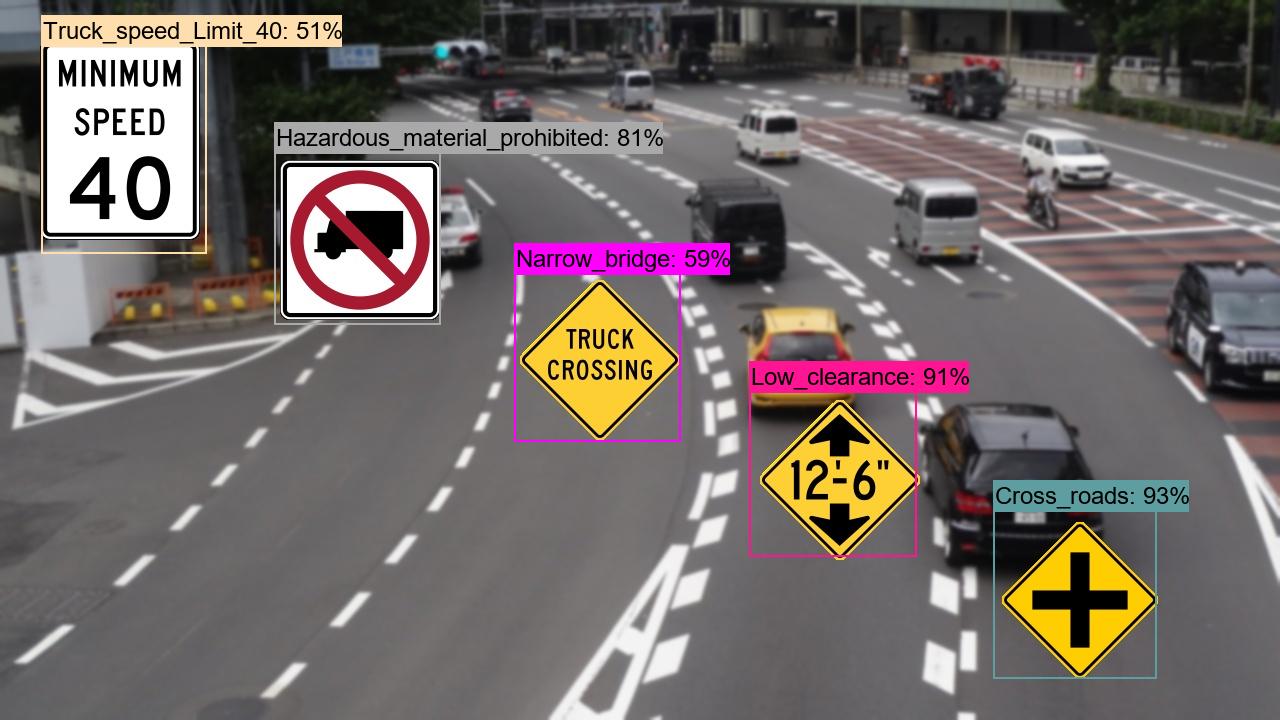 Truck_speed_Limit_40: 51%
MINIMUM
SPEED
40
Hazardous_material_prohibited: 81%
Narrow_bridge: 59%
TRUCK
CROSSING
Low_clearance: 91%
12'-6"
Cross_roads: 93%